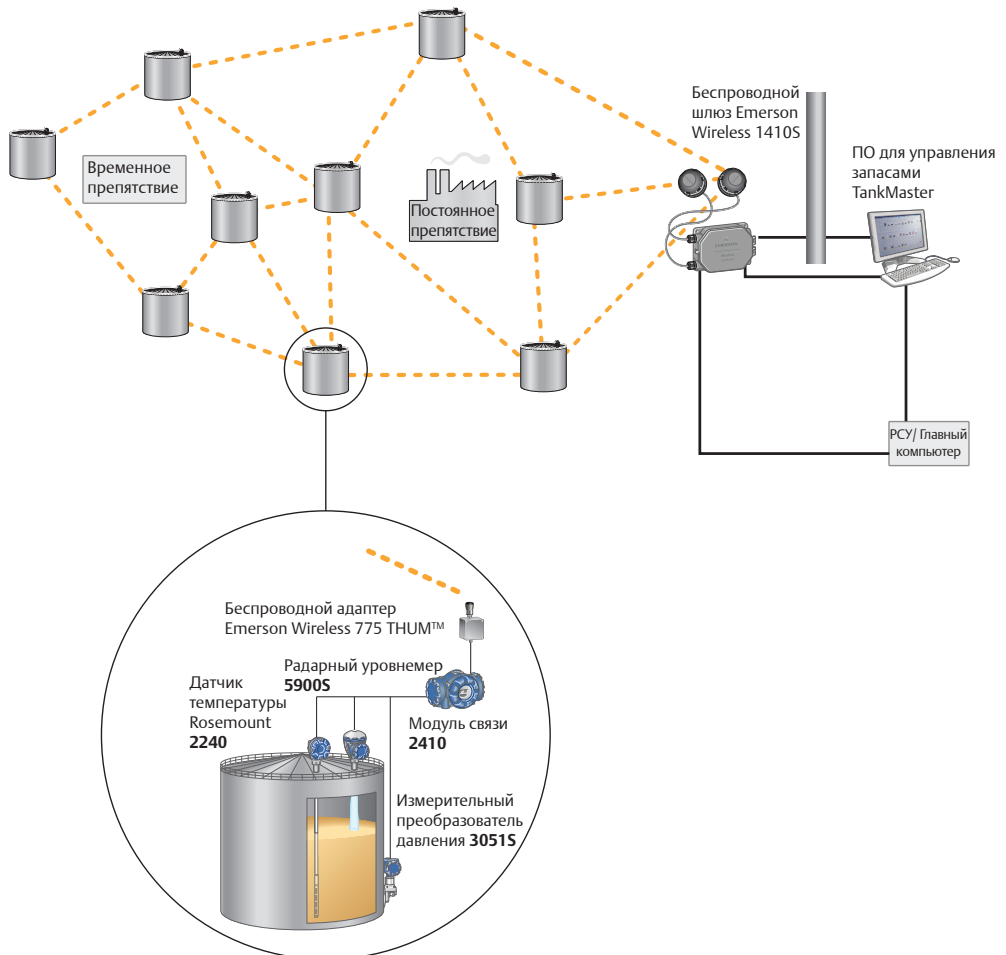 Беспроводной
шлюз Emerson
Wireless 1410S
ПО для управления
запасами
TankMaster
Временное
препятствие
Постоянное
препятствие
РСУ/ Главный
компьютер
Беспроводной адаптер
Emerson Wireless 775 THUM™
Радарный уровнемер
5900S
Датчик
температуры
Rosemount
2240
Модуль связи
2410
Измерительный
преобразователь
давления 3051S